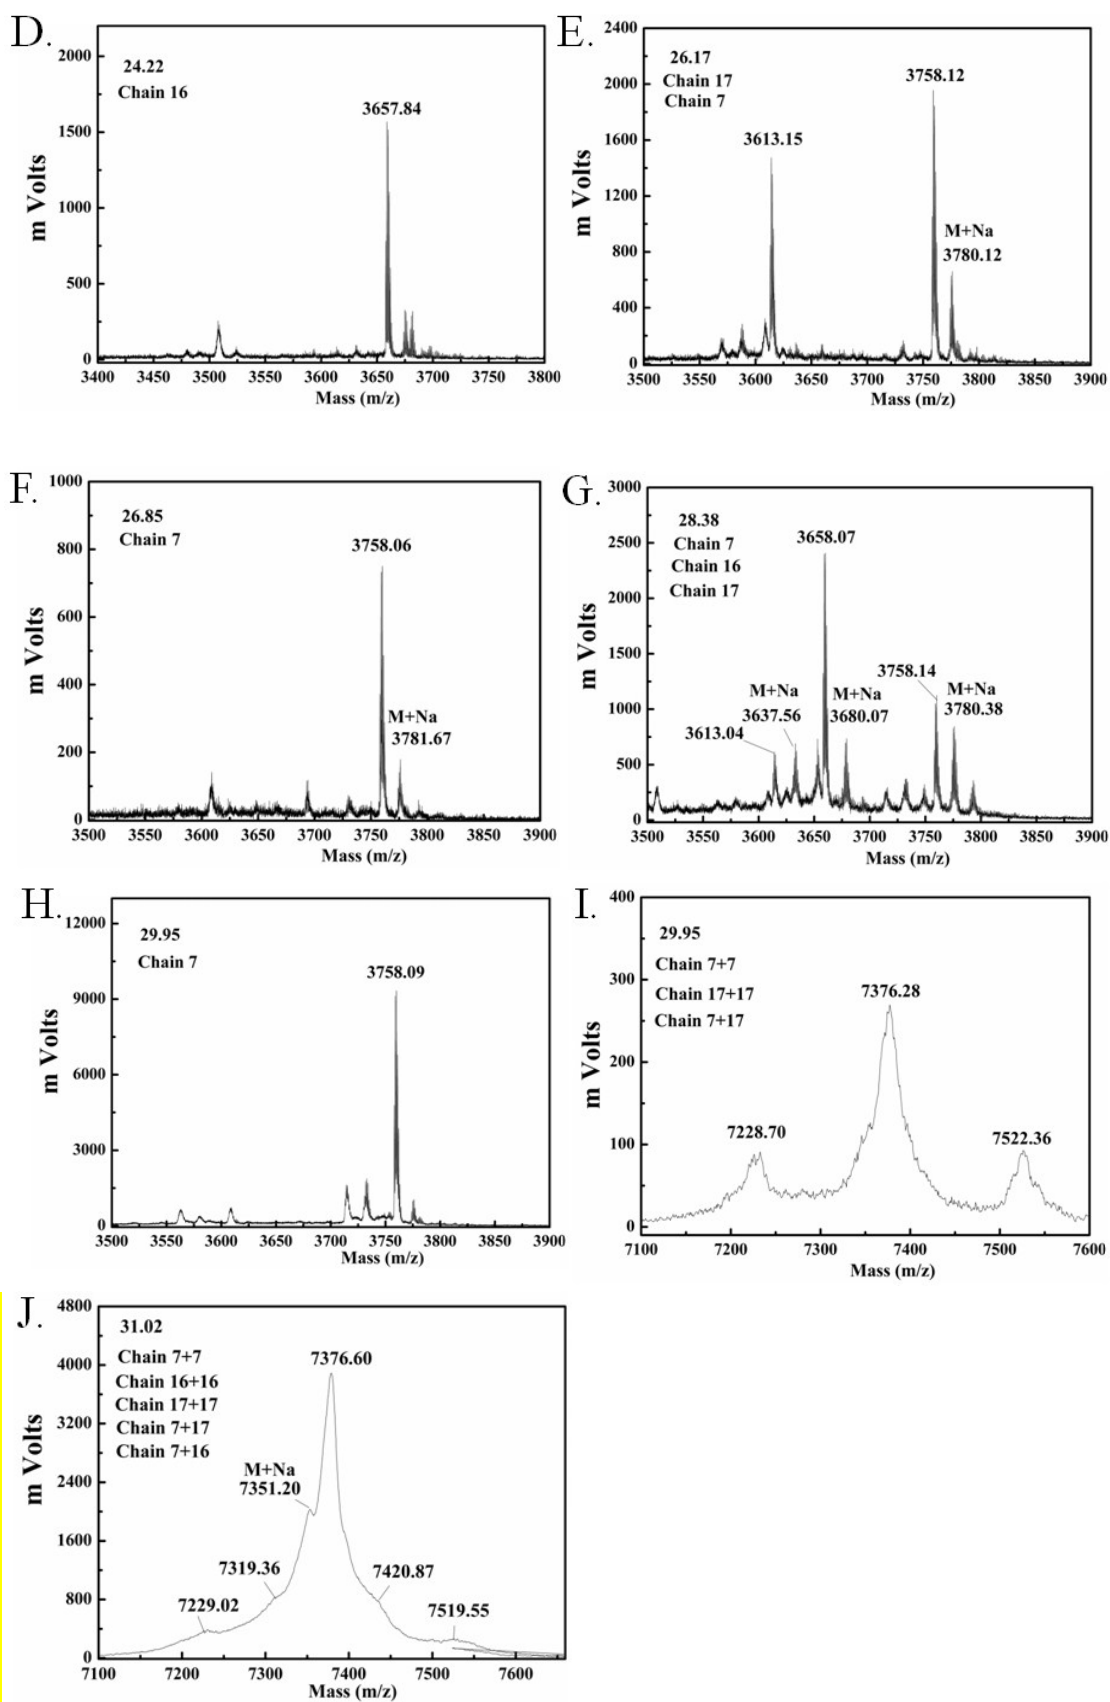 D.
24.22
Chain 16
3657.84
2000
1500
1000
500
0
m Volts
3400 3450 3500 3550 3600 3650 3700 3750 3800
Mass (m/z)
E.
26.17
Chain 17
Chain 7
3613.15
3758.12
M+Na
3780.12
2400
2000
1600
1200
800
400
0
m Volts
3500 3550 3600 3650 3700 3750 3800 3850 3900
Mass (m/z)
F.
26.85
Chain 7
3758.06
M+Na
3781.67
1000
800
600
400
200
0
m Volts
3500 3550 3600 3650 3700 3750 3800 3850 3900
Mass (m/z)
G.
28.38
Chain 7
Chain 16
Chain 17
3658.07
3758.14
M+Na
3637.56
M+Na
3680.07
M+Na
3780.38
3613.04
3000
2500
2000
1500
1000
500
0
m Volts
3500 3550 3600 3650 3700 3750 3800 3850 3900
Mass (m/z)
H.
29.95
Chain 7
3758.09
12000
9000
6000
3000
0
m Volts
3500 3550 3600 3650 3700 3750 3800 3850 3900
Mass (m/z)
I.
29.95
Chain 7+7
Chain 17+17
Chain 7+17
7376.28
7228.70
7522.36
400
300
200
100
0
m Volts
7100 7200 7300 7400 7500 7600
Mass (m/z)
J.
31.02
Chain 7+7
Chain 16+16
Chain 17+17
Chain 7+17
Chain 7+16
7376.60
M+Na
7351.20
7319.36
7420.87
7229.02
7519.55
4800
4000
3200
2400
1600
800
0
m Volts
7100 7200 7300 7400 7500 7600
Mass (m/z)